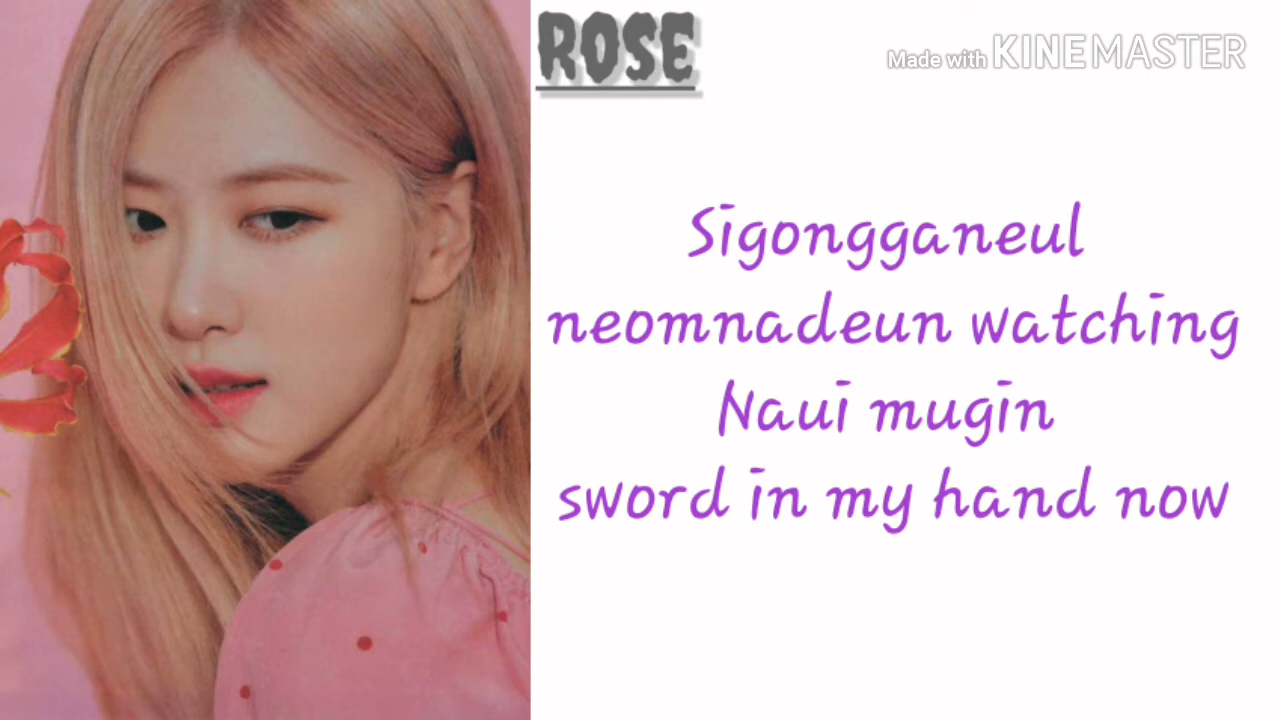 ROSE
Made with KINEMASTER
Sigongganeul
neomnadeun watching
Naui mugin
sword in my hand now